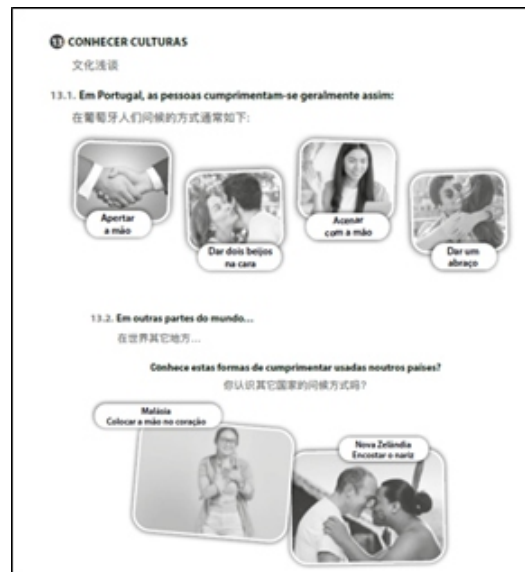 13 CONHECER CULTURAS
文化浅谈
13.1. Em Portugal, as pessoas cumprimentam-se geralmente assim:
在葡萄牙人们问候的方式通常如下:
Apertar
a mão
Dar dois beijos
na cara
Acenar
com a mão
Dar um
abraço
13.2. Em outras partes do mundo...
在世界其它地方...
Conhece estas formas de cumprimentar usadas noutros países?
你认识其它国家的问候方式吗?
Malásia
Colocar a mão no coração
Nova Zelândia
Encostar o nariz